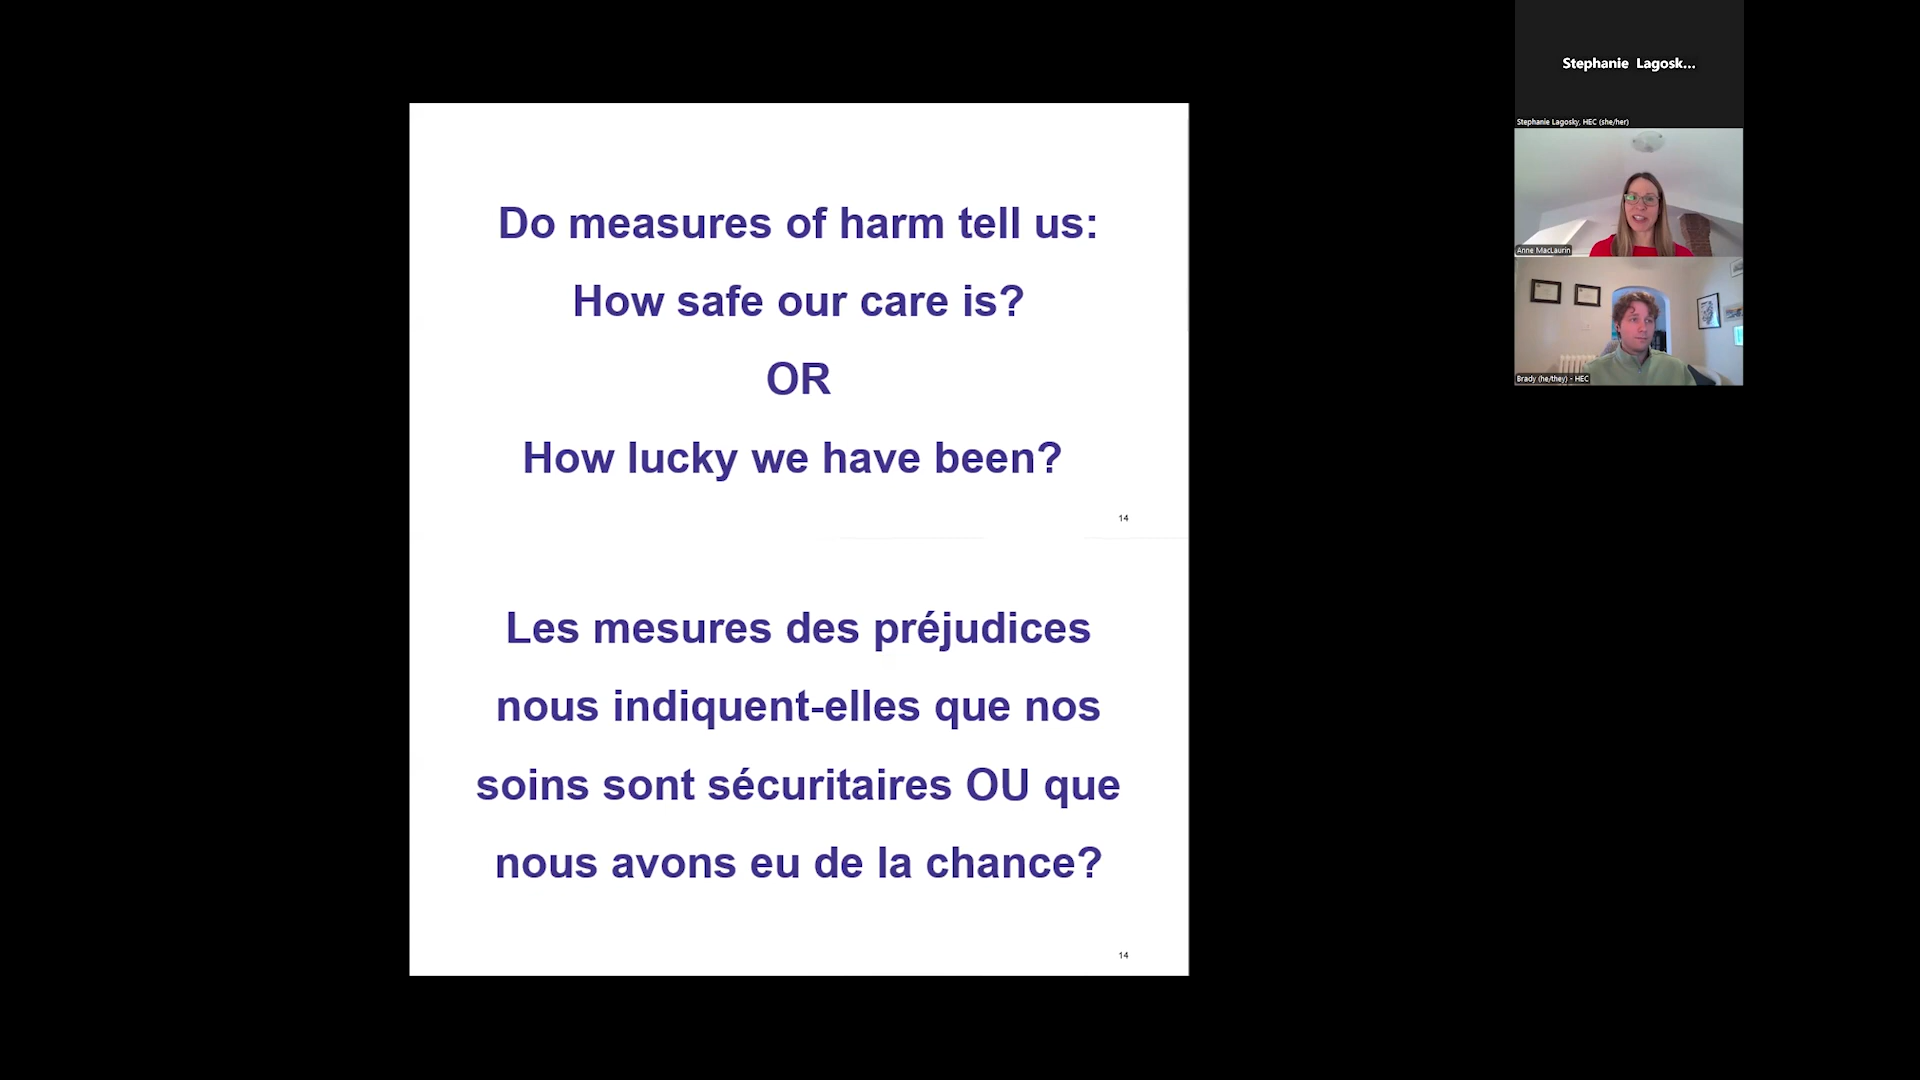 Do measures of harm tell us:
How safe our care is?
OR
How lucky we have been?
14
Les mesures des préjudices
nous indiquent-elles que nos
soins sont sécuritaires OU que
nous avons eu de la chance?
14
Stephanie Lagosk...
Stephanie Lagosky, HEC (she/her)
Anne MacLaurin
Brady (he/they) - HEC